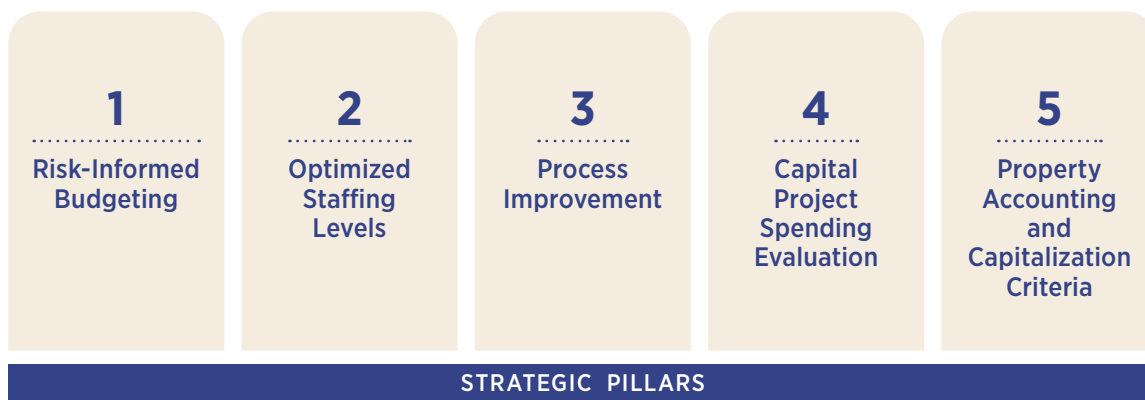 1
Risk-Informed
Budgeting
2
Optimized
Staffing
Levels
3
Process
Improvement
4
Capital
Project
Spending
Evaluation
5
Property
Accounting
and
Capitalization
Criteria
STRATEGIC PILLARS